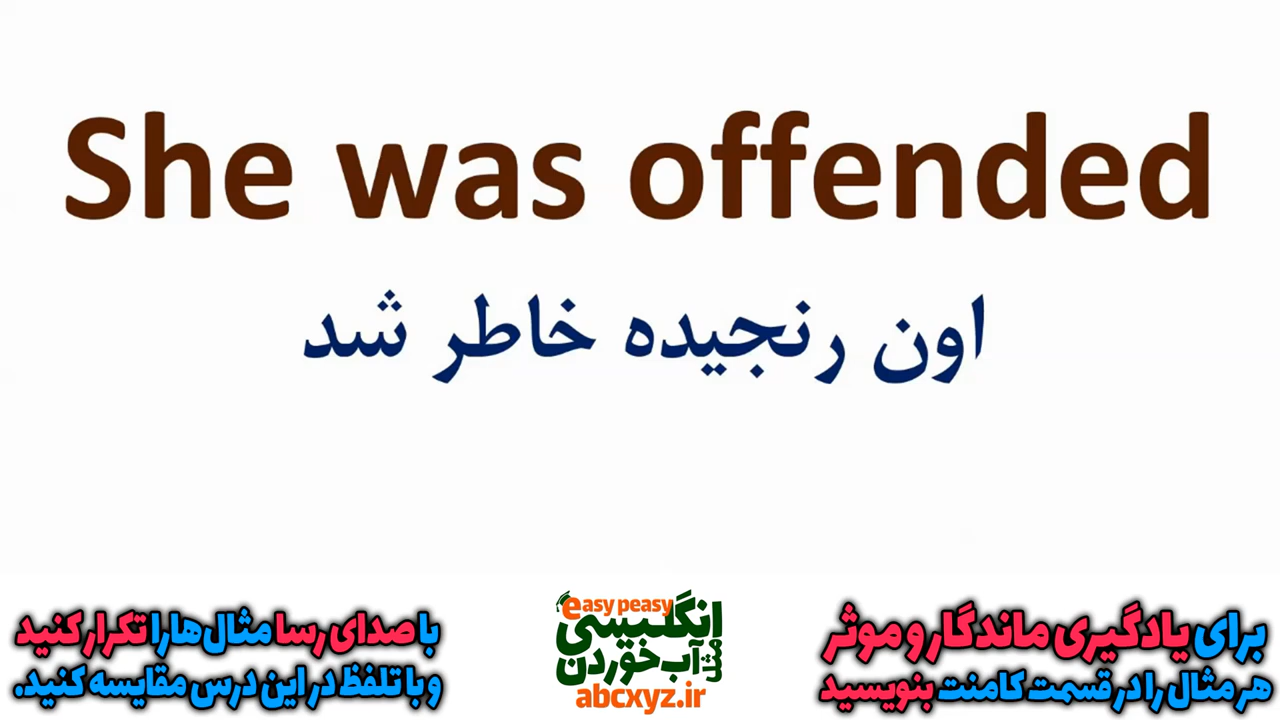 She was offended
اون رنجیده خاطر شد
برای یادگیری ماندگار و موثر
هر مثال را در قسمت کامنت بنویسید
easy peasy
انگلیسی
مثل آب خوردن
abcxyz.ir
با صدای رسا مثال‌ها را تکرار کنید
و با تلفظ در این درس مقایسه کنید.